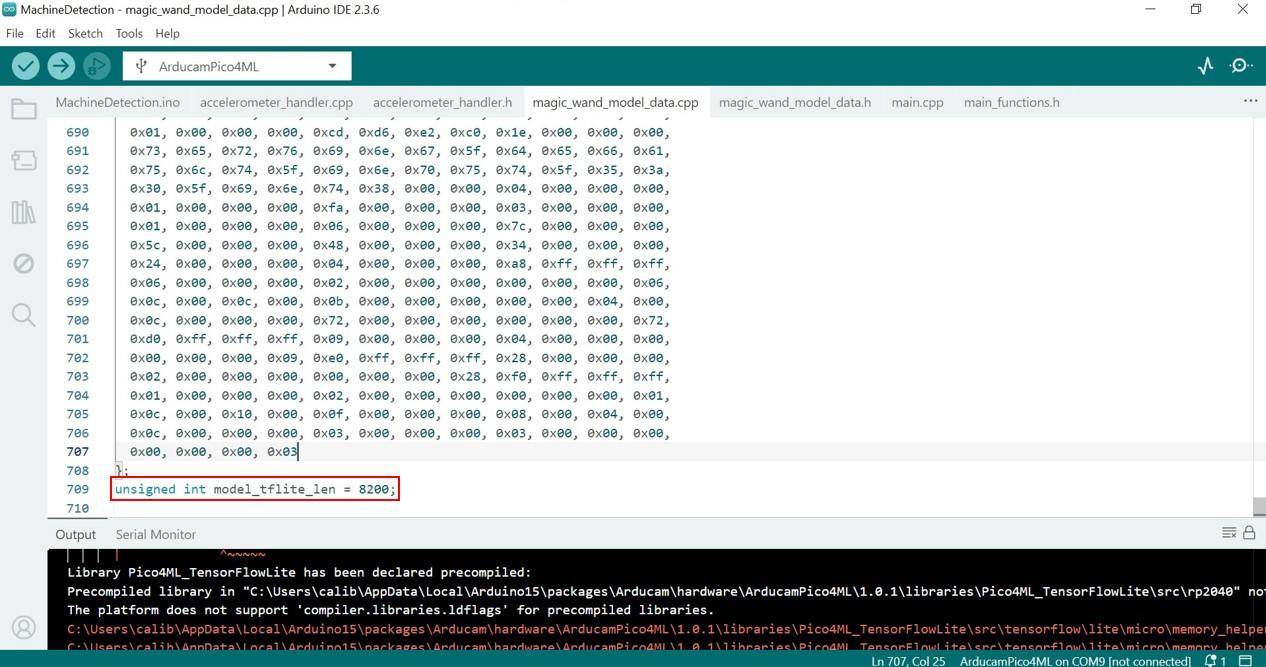 MachineDetection - magic_wand_model_data.cpp | Arduino IDE 2.3.6
File Edit Sketch Tools Help
ArducamPico4ML
MachineDetection.ino accelerometer_handler.cpp accelerometer_handler.h magic_wand_model_data.cpp magic_wand_model_data.h main.cpp main_functions.h ...
690 0x01, 0x00, 0x00, 0x00, 0xcd, 0xd6, 0xe2, 0xc0, 0x1e, 0x00, 0x00, 0x00,
691 0x73, 0x65, 0x72, 0x76, 0x69, 0x6e, 0x67, 0x5f, 0x64, 0x65, 0x66, 0x61,
692 0x75, 0x6c, 0x74, 0x5f, 0x69, 0x6e, 0x70, 0x75, 0x74, 0x5f, 0x35, 0x3a,
693 0x30, 0x5f, 0x69, 0x6e, 0x74, 0x38, 0x00, 0x00, 0x04, 0x00, 0x00, 0x00,
694 0x01, 0x00, 0x00, 0x00, 0xfa, 0x00, 0x00, 0x00, 0x03, 0x00, 0x00, 0x00,
695 0x01, 0x00, 0x00, 0x00, 0x06, 0x00, 0x00, 0x00, 0x7c, 0x00, 0x00, 0x00,
696 0x5c, 0x00, 0x00, 0x00, 0x48, 0x00, 0x00, 0x00, 0x34, 0x00, 0x00, 0x00,
697 0x24, 0x00, 0x00, 0x00, 0x04, 0x00, 0x00, 0x00, 0xa8, 0xff, 0xff, 0xff,
698 0x06, 0x00, 0x00, 0x00, 0x02, 0x00, 0x00, 0x00, 0x00, 0x00, 0x00, 0x06,
699 0x0c, 0x00, 0x0c, 0x00, 0x0b, 0x00, 0x00, 0x00, 0x00, 0x00, 0x04, 0x00,
700 0x0c, 0x00, 0x00, 0x00, 0x72, 0x00, 0x00, 0x00, 0x00, 0x00, 0x00, 0x72,
701 0xd0, 0xff, 0xff, 0xff, 0x09, 0x00, 0x00, 0x00, 0x04, 0x00, 0x00, 0x00,
702 0x00, 0x00, 0x00, 0x09, 0xe0, 0xff, 0xff, 0xff, 0x28, 0x00, 0x00, 0x00,
703 0x02, 0x00, 0x00, 0x00, 0x00, 0x00, 0x00, 0x28, 0xf0, 0xff, 0xff, 0xff,
704 0x01, 0x00, 0x00, 0x00, 0x02, 0x00, 0x00, 0x00, 0x00, 0x00, 0x00, 0x01,
705 0x0c, 0x00, 0x10, 0x00, 0x0f, 0x00, 0x00, 0x00, 0x08, 0x00, 0x04, 0x00,
706 0x0c, 0x00, 0x00, 0x00, 0x03, 0x00, 0x00, 0x00, 0x03, 0x00, 0x00, 0x00,
707 0x00, 0x00, 0x00, 0x03
708 };
709 unsigned int model_tflite_len = 8200;
710
Output Serial Monitor
| | | | ^~~~~~
Library Pico4ML_TensorFlowLite has been declared precompiled:
Precompiled library in "C:\Users\calib\AppData\Local\Arduino15\packages\Arducam\hardware\ArducamPico4ML\1.0.1\libraries\Pico4ML_TensorFlowLite\src\rp2040" not
The platform does not support 'compiler.libraries.ldflags' for precompiled libraries.
C:\Users\calib\AppData\Local\Arduino15\packages\Arducam\hardware\ArducamPico4ML\1.0.1\libraries\Pico4ML_TensorFlowLite\src\tensorflow\lite\micro\memory_helper
Ln 707, Col 25 ArducamPico4ML on COM9 [not connected] 1